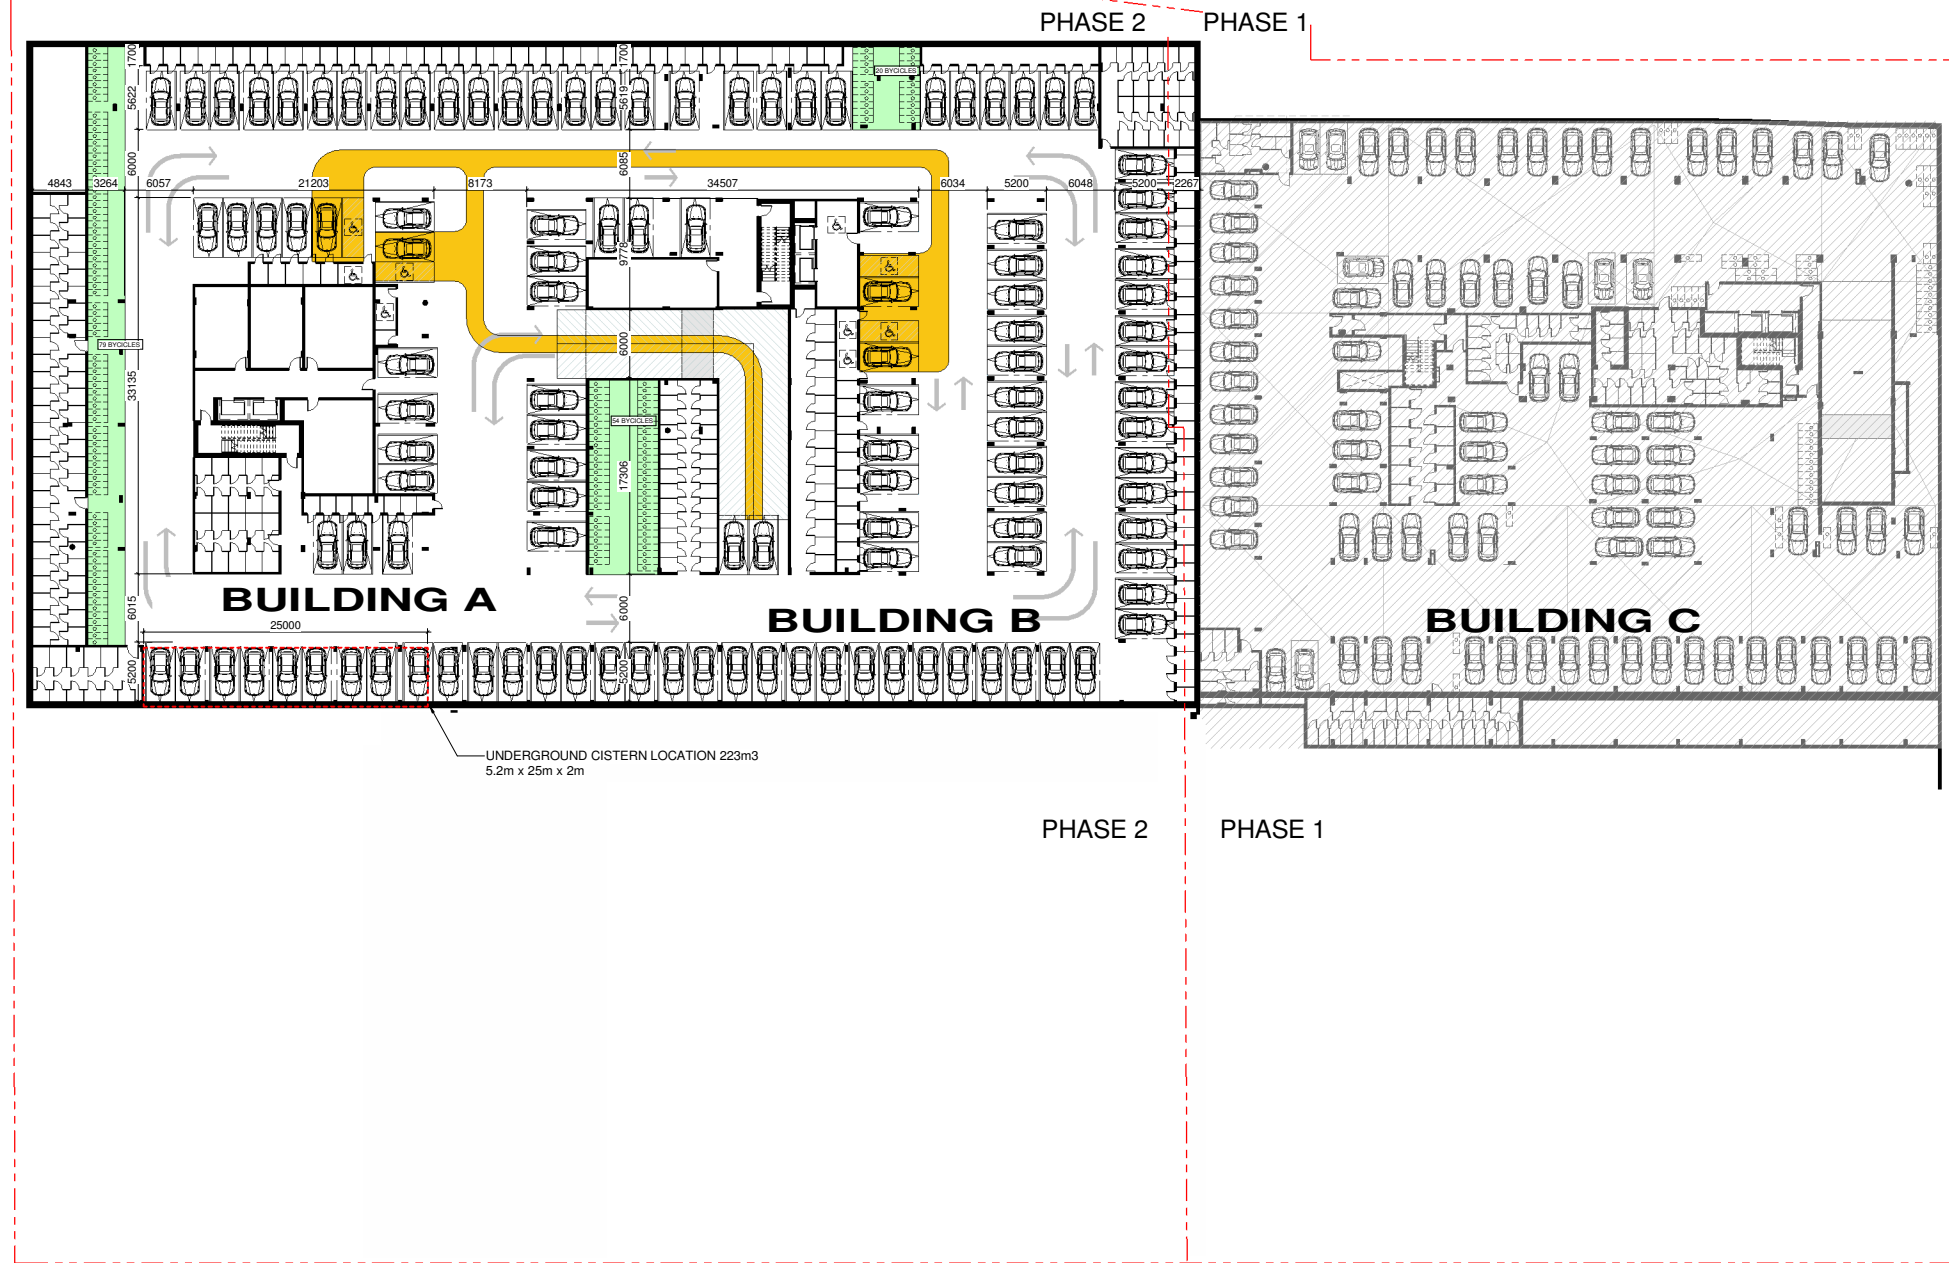 PHASE 2
PHASE 1
1700
1700
20 BYCICLES
5622
5619
6000
6085
4843
3264
6057
21203
8173
34507
6034
5200
6048
5200
2267
9778
79 BYCICLES
6000
33135
54 BYCICLES
17306
BUILDING A
6015
6000
BUILDING B
BUILDING C
25000
5200
5200
UNDERGROUND CISTERN LOCATION 223m3
5.2m x 25m x 2m
PHASE 2
PHASE 1